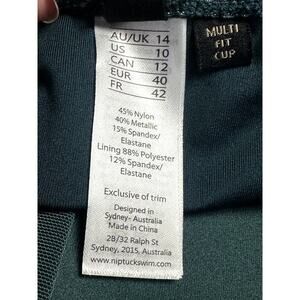 AU/UK 14
US 10
CAN 12
EUR 40
FR 42
45% Nylon
40% Metallic
15% Spandex/
Elastane
Lining 88% Polyester
12% Spandex/
Elastane
Exclusive of trim
Designed in
Sydney- Australia
Made in China
2B/32 Ralph St
Sydney, 2015, Australia
www.niptuckswim.com
MULTI
FIT
CUP